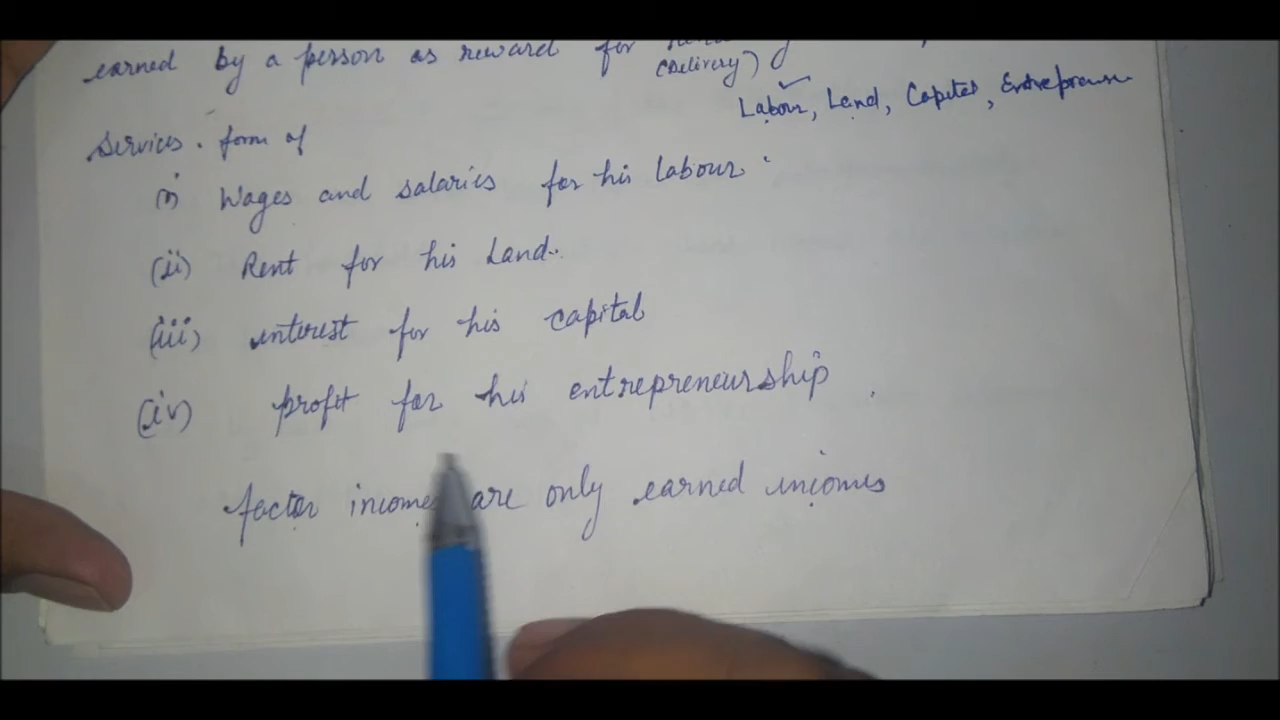 earned by a person as reward for
(Delivery)
Labour, Land, Capital, Entrepreneur
Services. form of
(i) Wages and salaries for his labour.
(ii) Rent for his Land..
(iii) interest for his capital
(iv) profit for his entrepreneurship.
factor incomes are only earned incomes